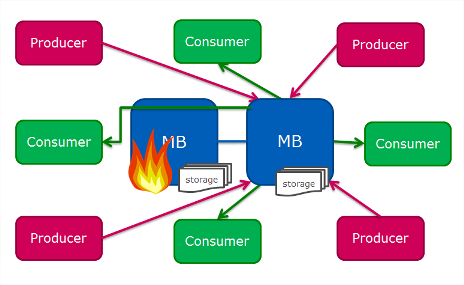 Producer
Consumer
Producer
Consumer
MB
MB
Consumer
storage
storage
Producer
Consumer
Producer